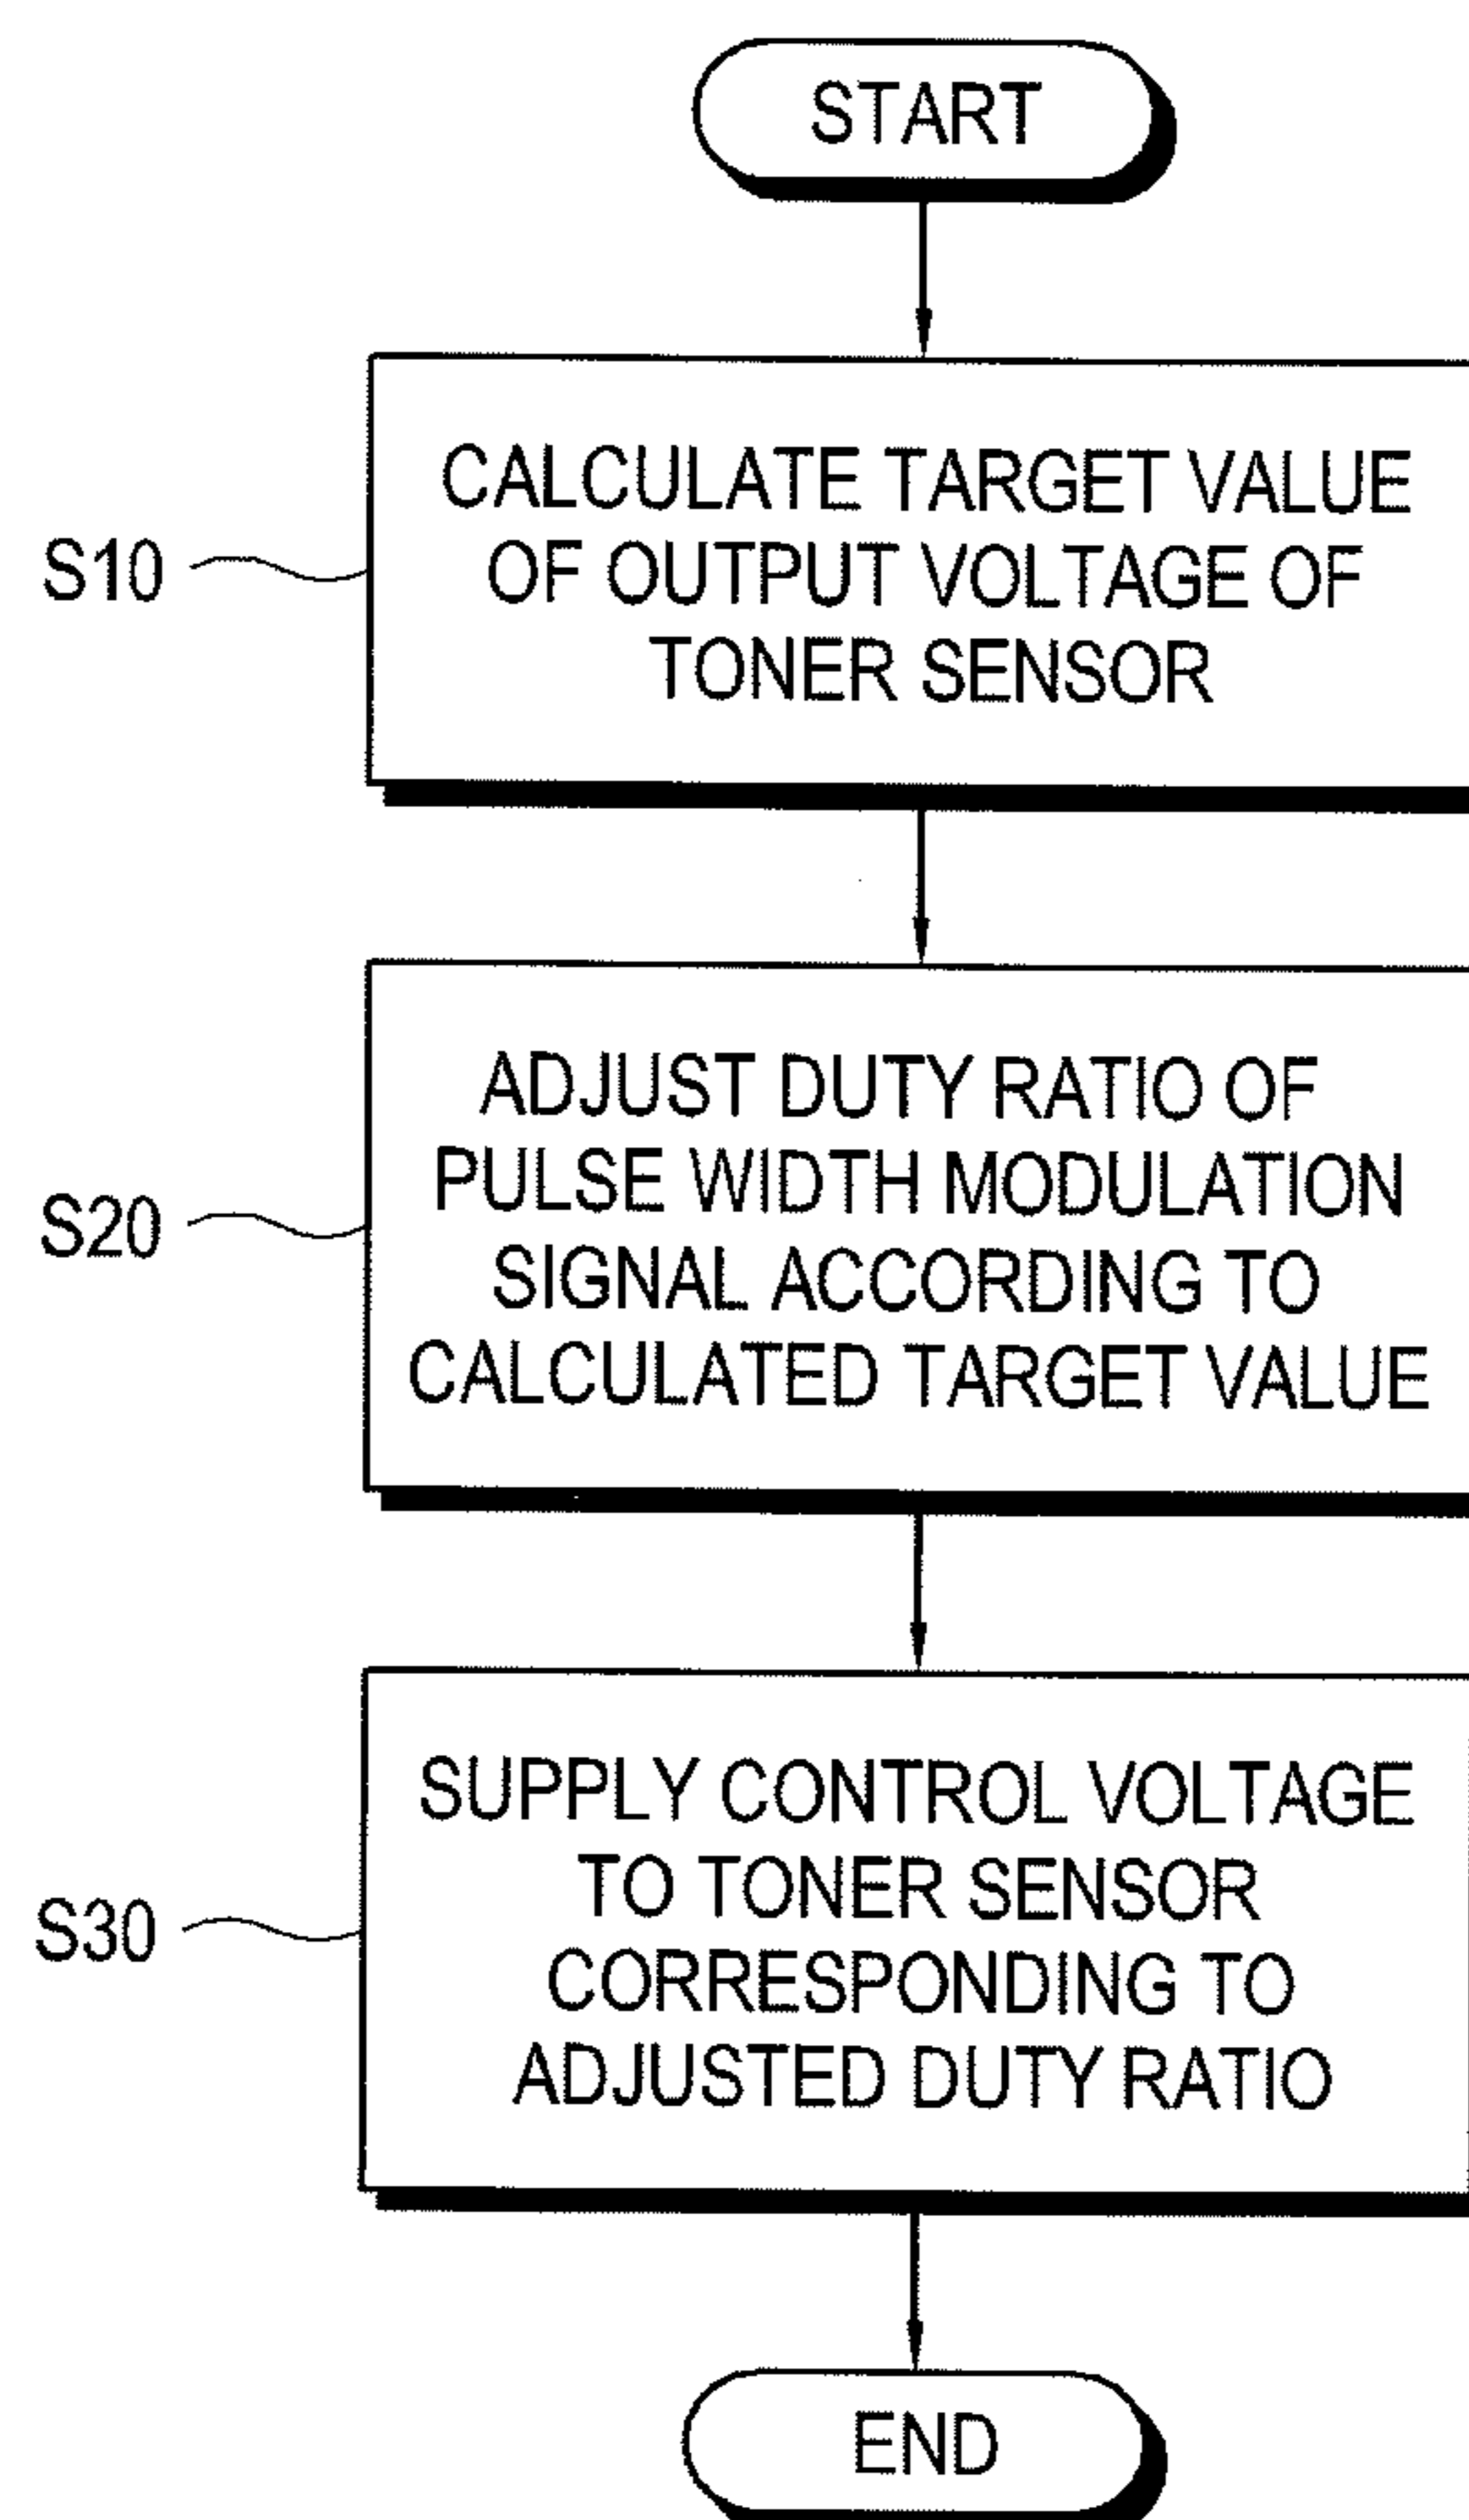 START
CALCULATE TARGET VALUE
OF OUTPUT VOLTAGE OF
TONER SENSOR
S10
ADJUST DUTY RATIO OF
PULSE WIDTH MODULATION
SIGNAL ACCORDING TO
CALCULATED TARGET VALUE
S20
SUPPLY CONTROL VOLTAGE
TO TONER SENSOR
CORRESPONDING TO
ADJUSTED DUTY RATIO
S30
END